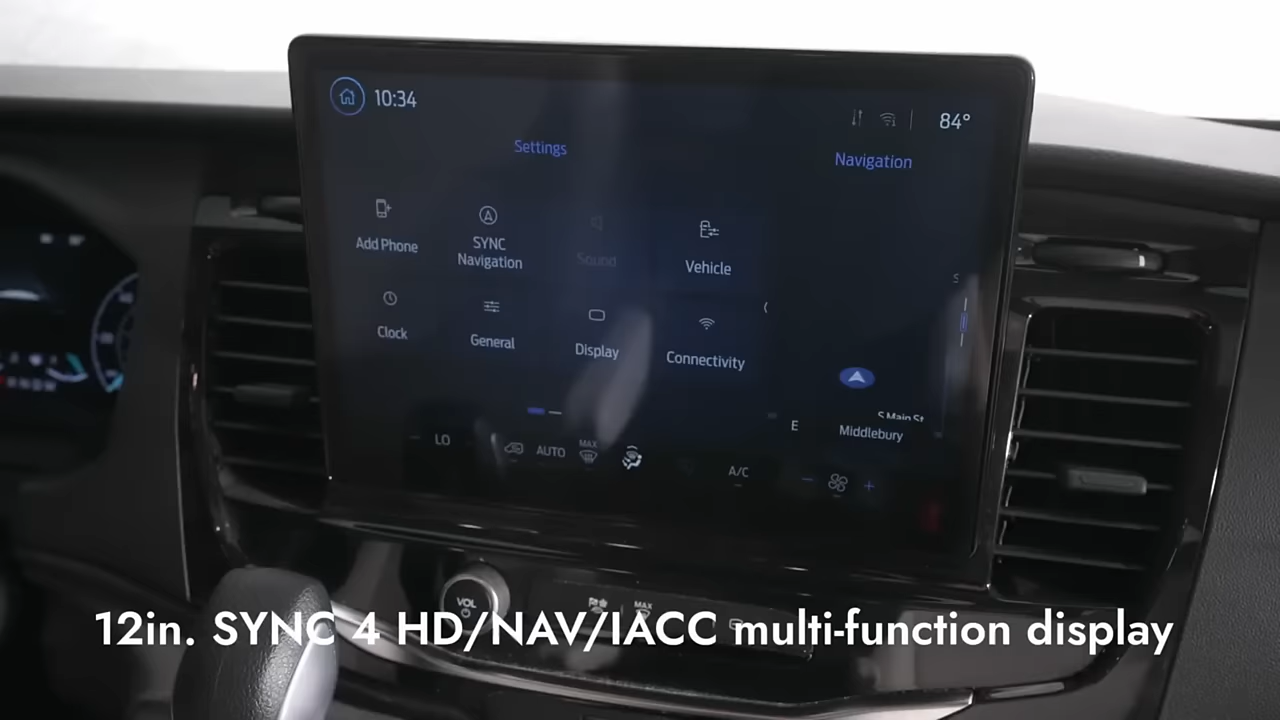 10:34
84°
Settings
Navigation
Add Phone
SYNC
Navigation
Sound
Vehicle
Clock
General
Display
Connectivity
S Main St
E
Middlebury
LO
AUTO
MAX
A/C
VOL
MAX
12in. SYNC 4 HD/NAV/IACC multi-function display